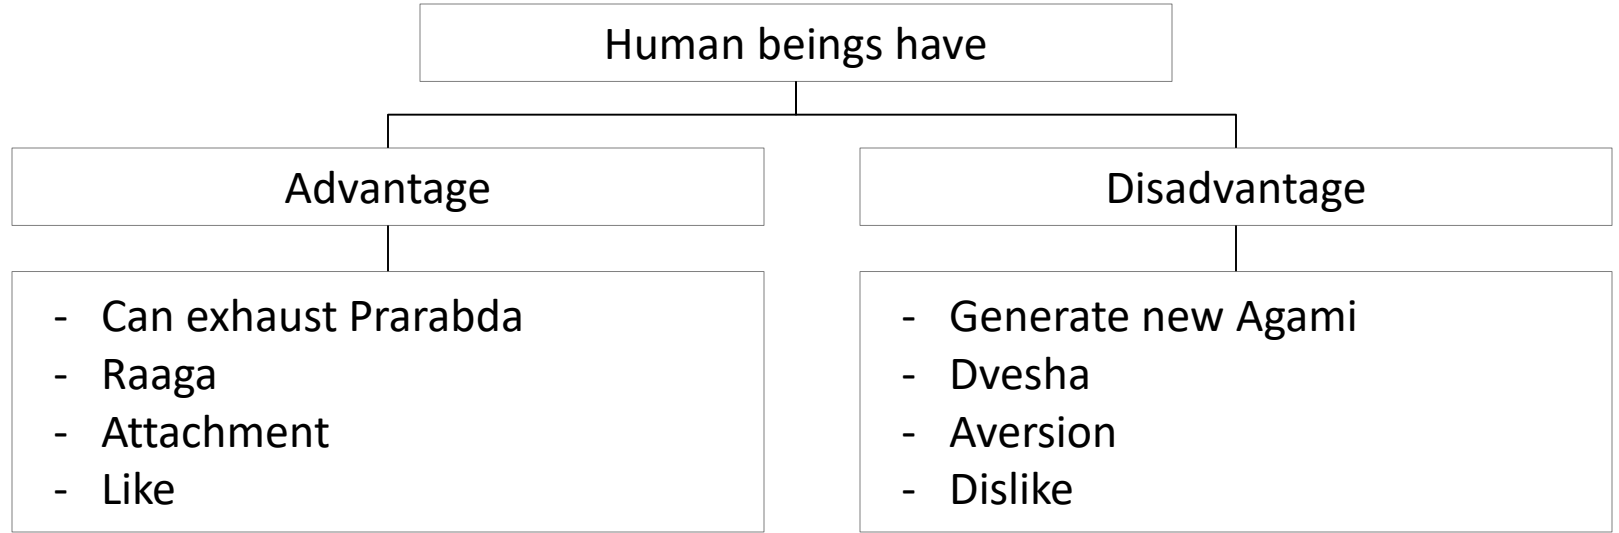 Human beings have
Advantage
Disadvantage
- Can exhaust Prarabda
- Raaga
- Attachment
- Like
- Generate new Agami
- Dvesha
- Aversion
- Dislike